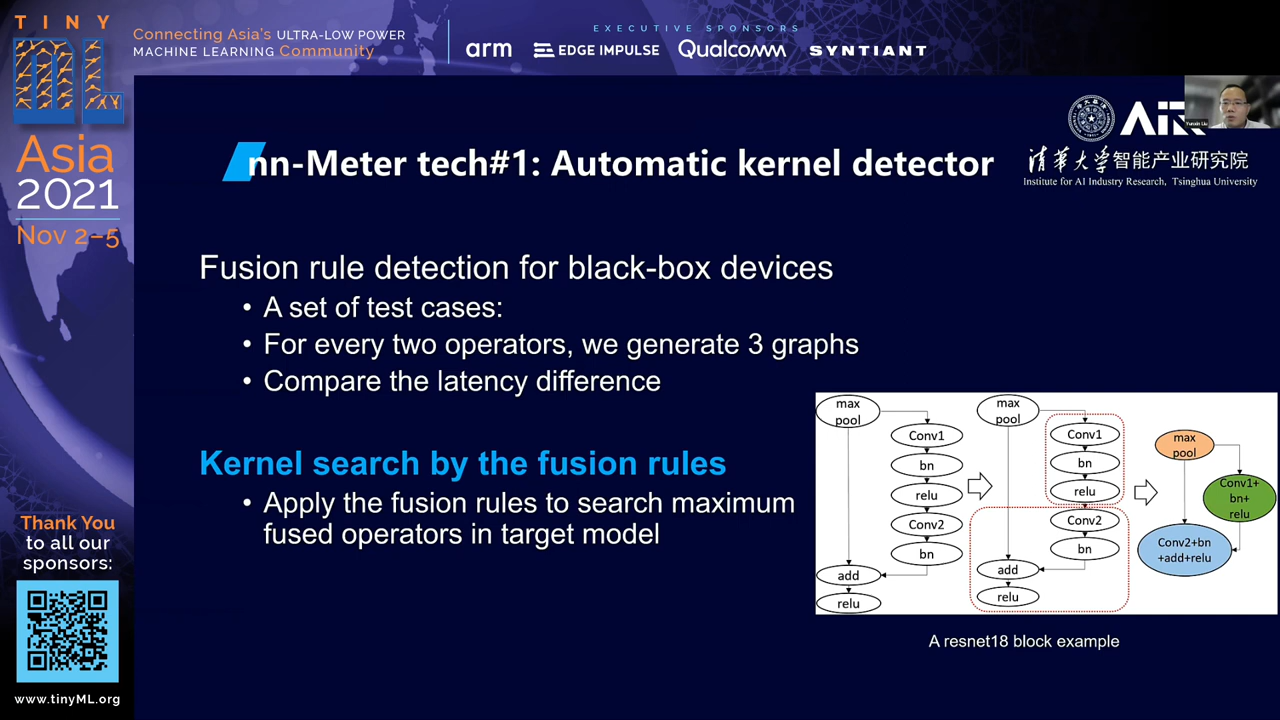 TINY
ML
Asia
2021
Nov 2–5
Connecting Asia's ULTRA-LOW POWER
MACHINE LEARNING Community
EXECUTIVE SPONSORS
arm
EDGE IMPULSE
Qualcomm
SYNTIANT
AIR
Yunxin Liu
清华大学智能产业研究院
Institute for AI Industry Research, Tsinghua University
nn-Meter tech#1: Automatic kernel detector
Fusion rule detection for black-box devices
• A set of test cases:
• For every two operators, we generate 3 graphs
• Compare the latency difference
Kernel search by the fusion rules
• Apply the fusion rules to search maximum
fused operators in target model
max
pool
Conv1
bn
relu
Conv2
bn
add
relu
max
pool
Conv1
bn
relu
Conv2
bn
add
relu
max
pool
Conv1+
bn+
relu
Conv2+bn
+add+relu
A resnet18 block example
Thank You
to all our
sponsors:
www.tinyML.org